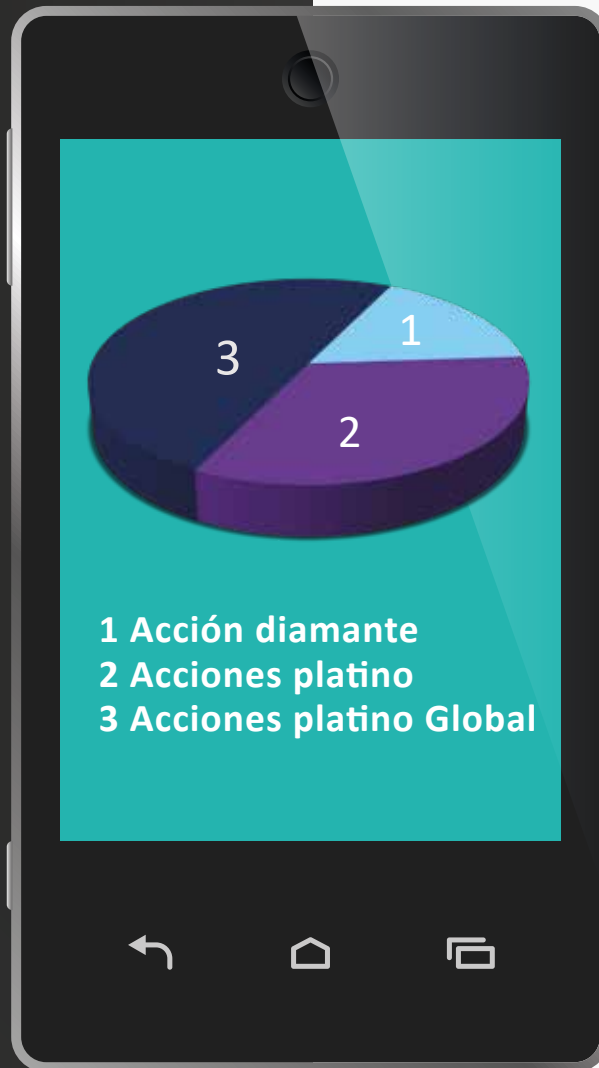 1
3
2
1 Acción diamante
2 Acciones platino
3 Acciones platino Global